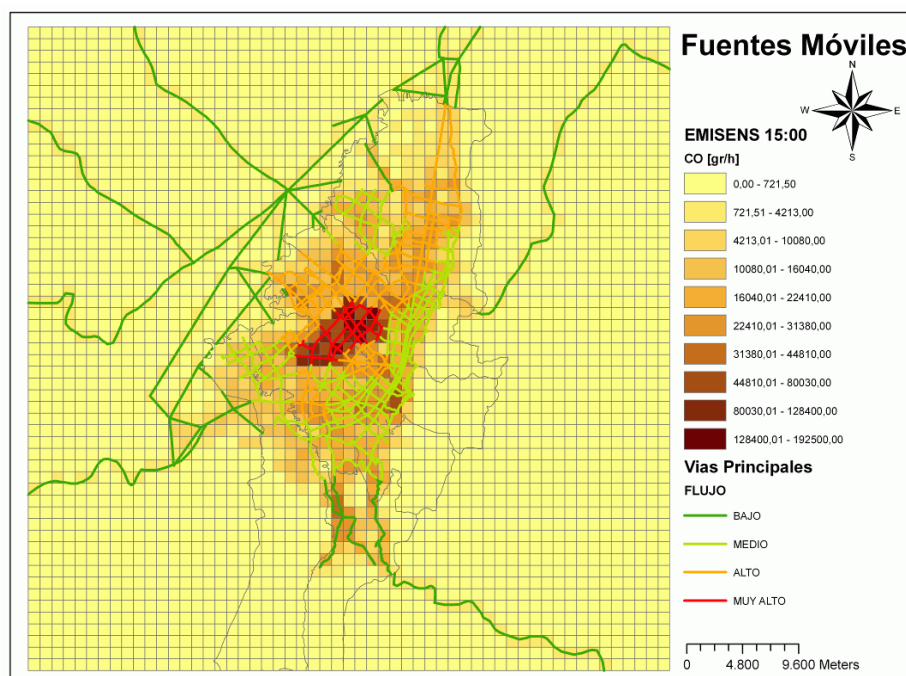 Fuentes Móviles
N
W E
S
EMISENS 15:00
CO [gr/h]
0,00 - 721,50
721,51 - 4213,00
4213,01 - 10080,00
10080,01 - 16040,00
16040,01 - 22410,00
22410,01 - 31380,00
31380,01 - 44810,00
44810,01 - 80030,00
80030,01 - 128400,00
128400,01 - 192500,00
Vias Principales
FLUJO
BAJO
MEDIO
ALTO
MUY ALTO
0 4.800 9.600 Meters